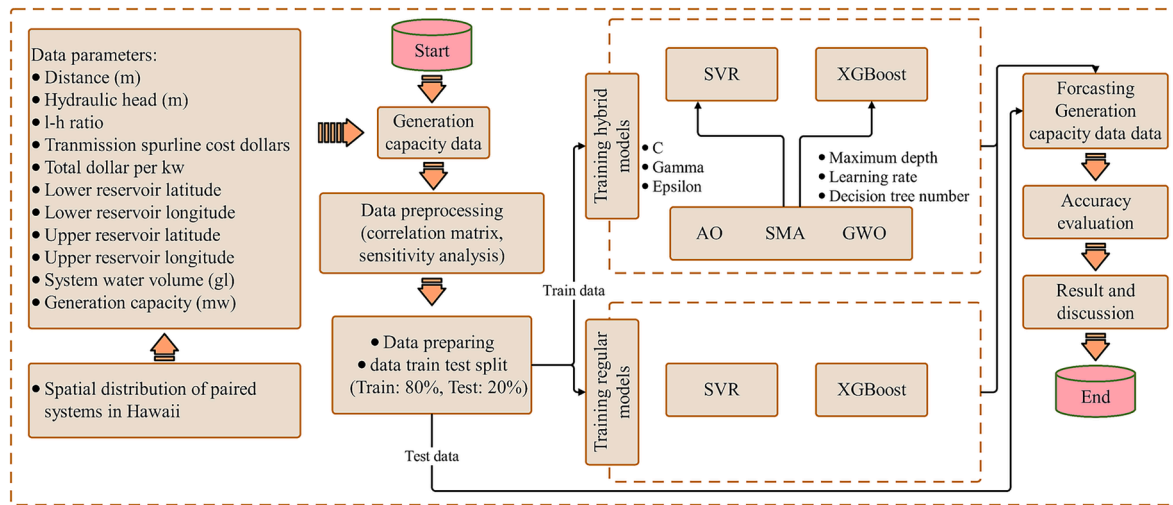 Data parameters:
● Distance (m)
● Hydraulic head (m)
● l-h ratio
● Tranmission spurline cost dollars
● Total dollar per kw
● Lower reservoir latitude
● Lower reservoir longitude
● Upper reservoir latitude
● Upper reservoir longitude
● System water volume (gl)
● Generation capacity (mw)
● Spatial distribution of paired
systems in Hawaii
Start
Generation
capacity data
Data preprocessing
(correlation matrix,
sensitivity analysis)
● Data preparing
● data train test split
(Train: 80%, Test: 20%)
Train data
Test data
Training hybrid
models
SVR
XGBoost
● C
● Gamma
● Epsilon
● Maximum depth
● Learning rate
● Decision tree number
AO SMA GWO
Training regular
models
SVR
XGBoost
Forcasting
Generation
capacity data data
Accuracy
evaluation
Result and
discussion
End